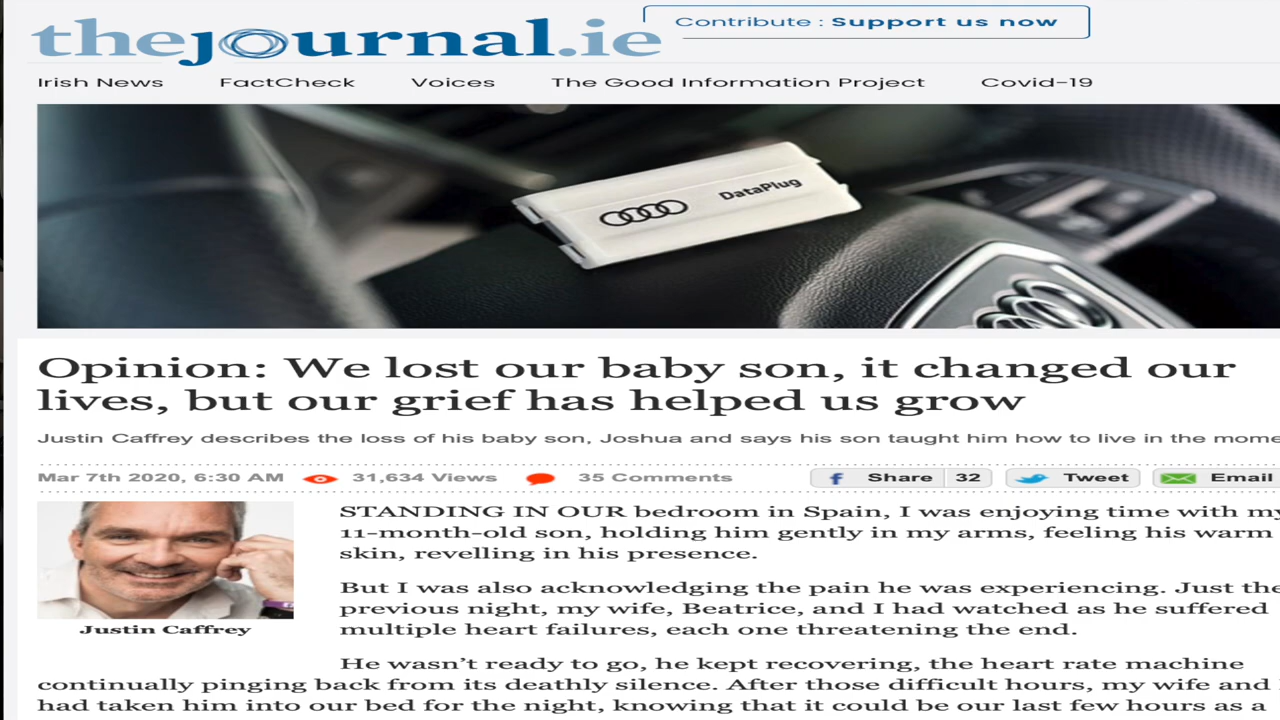 thejournal.ie
Contribute : Support us now
Irish News FactCheck Voices The Good Information Project Covid-19
DataPlug
Opinion: We lost our baby son, it changed our
lives, but our grief has helped us grow
Justin Caffrey describes the loss of his baby son, Joshua and says his son taught him how to live in the mome
Mar 7th 2020, 6:30 AM 31,634 Views 35 Comments Share 32 Tweet Email
Justin Caffrey
STANDING IN OUR bedroom in Spain, I was enjoying time with my
11-month-old son, holding him gently in my arms, feeling his warm
skin, revelling in his presence.
But I was also acknowledging the pain he was experiencing. Just the
previous night, my wife, Beatrice, and I had watched as he suffered
multiple heart failures, each one threatening the end.
He wasn't ready to go, he kept recovering, the heart rate machine
continually pinging back from its deathly silence. After those difficult hours, my wife and I
had taken him into our bed for the night, knowing that it could be our last few hours as a